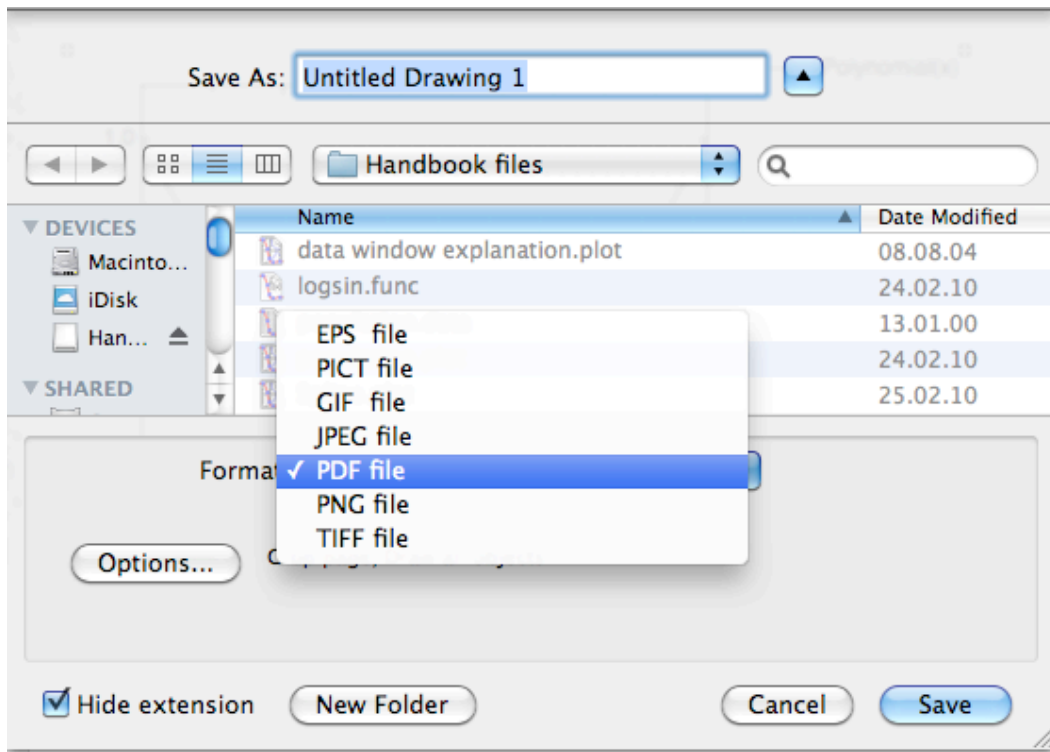 Save As: Untitled Drawing 1
Handbook files
Name Date Modified
DEVICES
data window explanation.plot 08.08.04
Macinto...
logsin.func 24.02.10
iDisk
13.01.00
Han...
24.02.10
SHARED
25.02.10
EPS file
PICT file
GIF file
JPEG file
Format
PDF file
PNG file
TIFF file
Options...
Hide extension New Folder Cancel Save